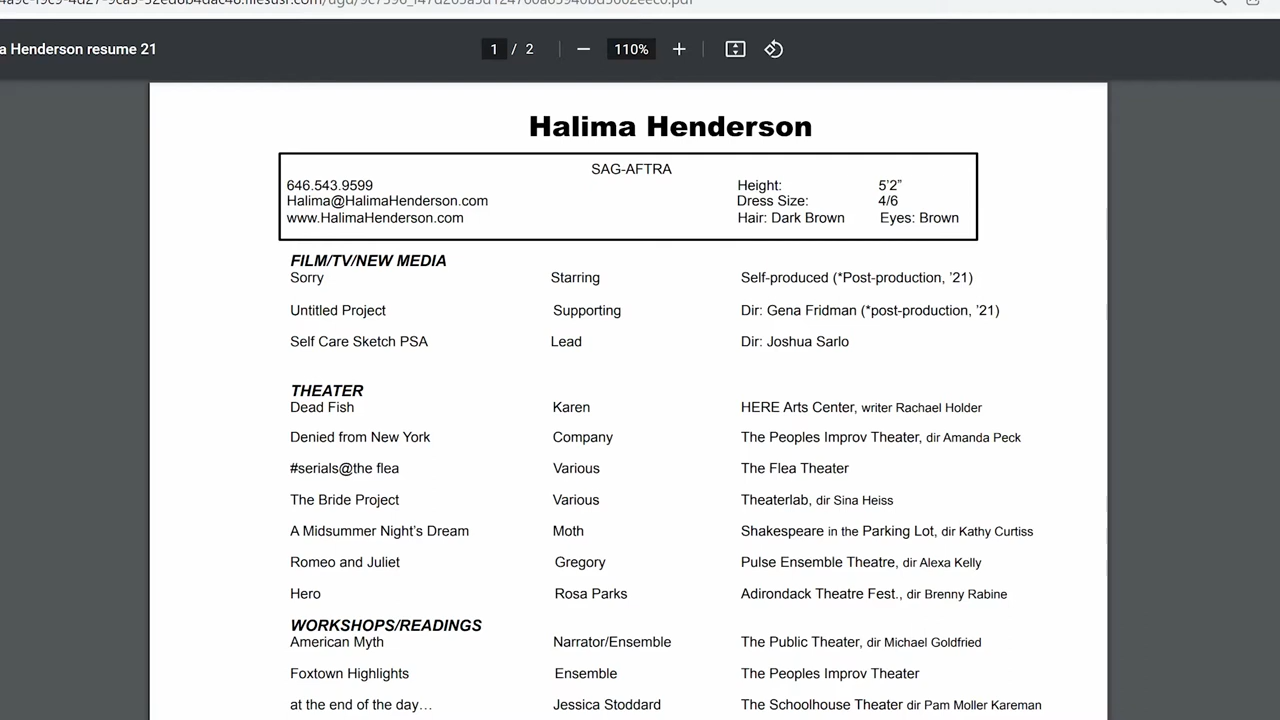 a Henderson resume 21
1 / 2
110%
Halima Henderson
SAG-AFTRA
646.543.9599 Height: 5'2”
Halima@HalimaHenderson.com Dress Size: 4/6
www.HalimaHenderson.com Hair: Dark Brown Eyes: Brown
FILM/TV/NEW MEDIA
Sorry Starring Self-produced (*Post-production, ’21)
Untitled Project Supporting Dir: Gena Fridman (*post-production, ’21)
Self Care Sketch PSA Lead Dir: Joshua Sarlo
THEATER
Dead Fish Karen HERE Arts Center, writer Rachael Holder
Denied from New York Company The Peoples Improv Theater, dir Amanda Peck
#serials@the flea Various The Flea Theater
The Bride Project Various Theaterlab, dir Sina Heiss
A Midsummer Night’s Dream Moth Shakespeare in the Parking Lot, dir Kathy Curtiss
Romeo and Juliet Gregory Pulse Ensemble Theatre, dir Alexa Kelly
Hero Rosa Parks Adirondack Theatre Fest., dir Brenny Rabine
WORKSHOPS/READINGS
American Myth Narrator/Ensemble The Public Theater, dir Michael Goldfried
Foxtown Highlights Ensemble The Peoples Improv Theater
at the end of the day… Jessica Stoddard The Schoolhouse Theater dir Pam Moller Kareman